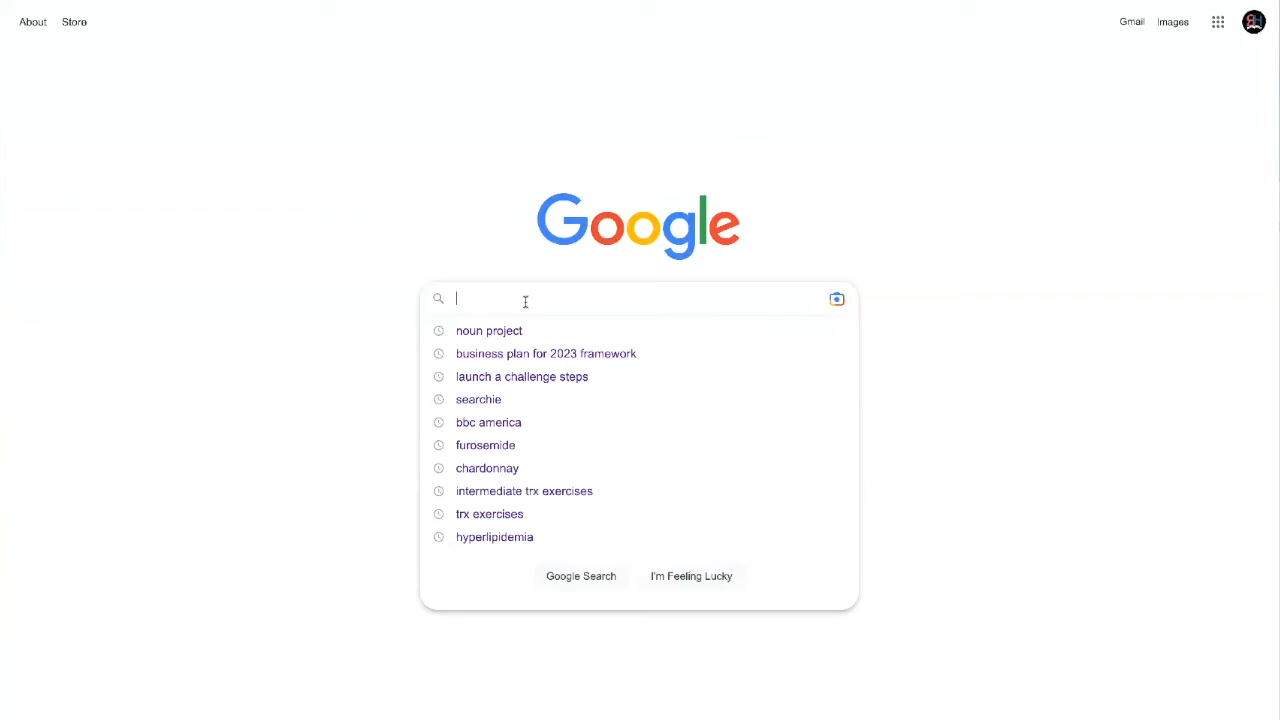 About Store
Gmail Images
Google
noun project
business plan for 2023 framework
launch a challenge steps
searchie
bbc america
furosemide
chardonnay
intermediate trx exercises
trx exercises
hyperlipidemia
Google Search I'm Feeling Lucky